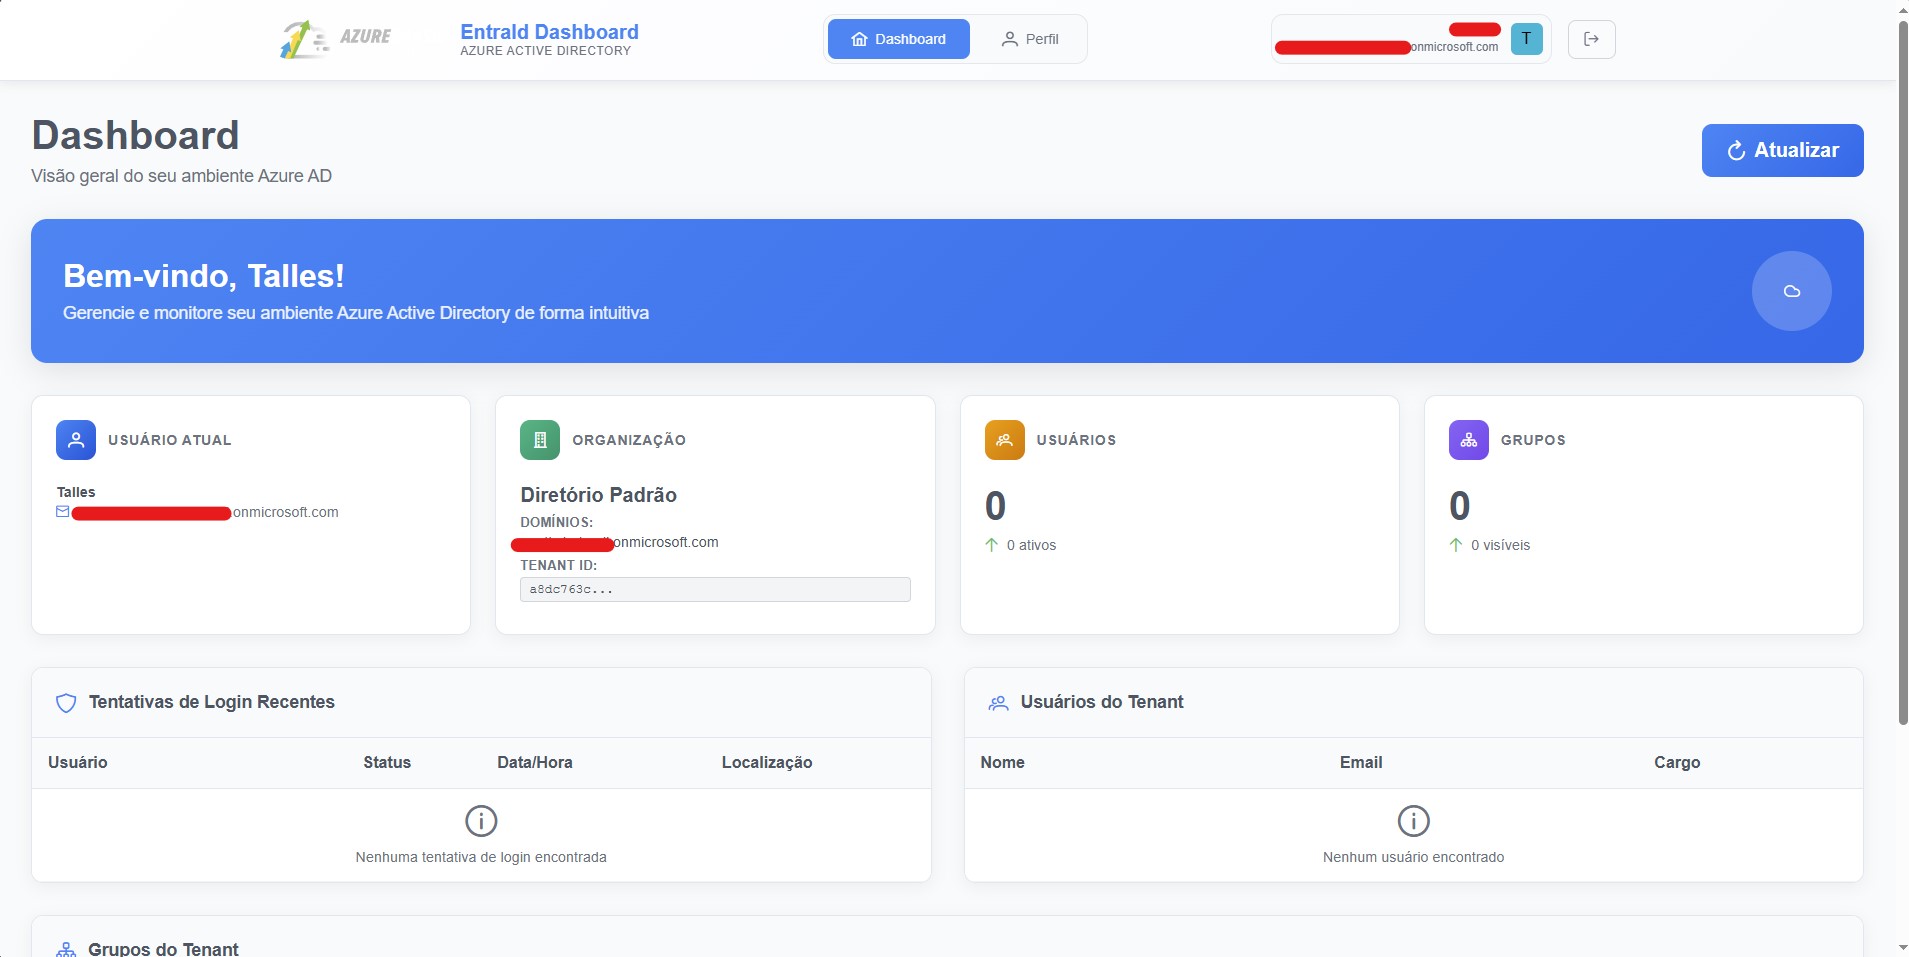 AZURE
EntraId Dashboard
AZURE ACTIVE DIRECTORY
Dashboard
Perfil
onmicrosoft.com
T
Dashboard
Visão geral do seu ambiente Azure AD
Atualizar
Bem-vindo, Talles!
Gerencie e monitore seu ambiente Azure Active Directory de forma intuitiva
USUÁRIO ATUAL
Talles
onmicrosoft.com
ORGANIZAÇÃO
Diretório Padrão
DOMÍNIOS:
onmicrosoft.com
TENANT ID:
a8dc763c...
USUÁRIOS
0
0 ativos
GRUPOS
0
0 visíveis
Tentativas de Login Recentes
Usuário Status Data/Hora Localização
Nenhuma tentativa de login encontrada
Usuários do Tenant
Nome Email Cargo
Nenhum usuário encontrado
Grupos do Tenant